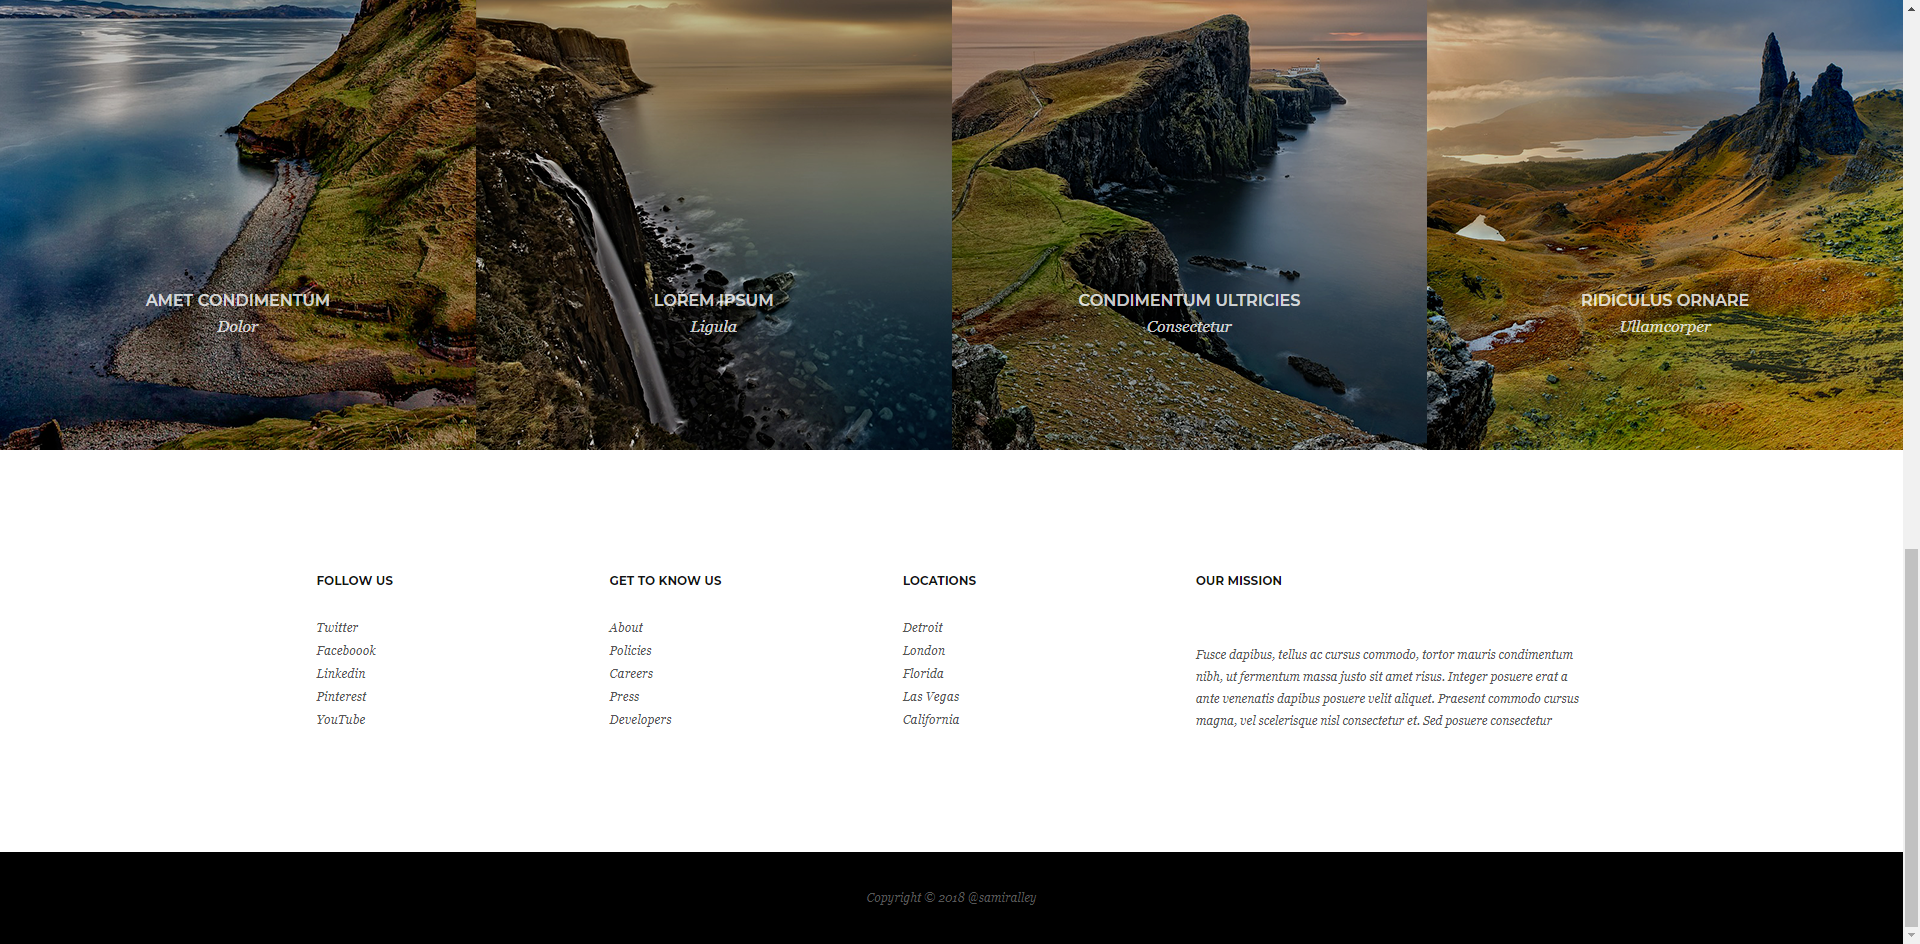 AMET CONDIMENTUM
Dolor
LOREM IPSUM
Ligula
CONDIMENTUM ULTRICIES
Consectetur
RIDICULUS ORNARE
Ullamcorper
FOLLOW US
Twitter
Faceboook
Linkedin
Pinterest
YouTube
GET TO KNOW US
About
Policies
Careers
Press
Developers
LOCATIONS
Detroit
London
Florida
Las Vegas
California
OUR MISSION
Fusce dapibus, tellus ac cursus commodo, tortor mauris condimentum
nibh, ut fermentum massa justo sit amet risus. Integer posuere erat a
ante venenatis dapibus posuere velit aliquet. Praesent commodo cursus
magna, vel scelerisque nisl consectetur et. Sed posuere consectetur
Copyright © 2018 @samiralley